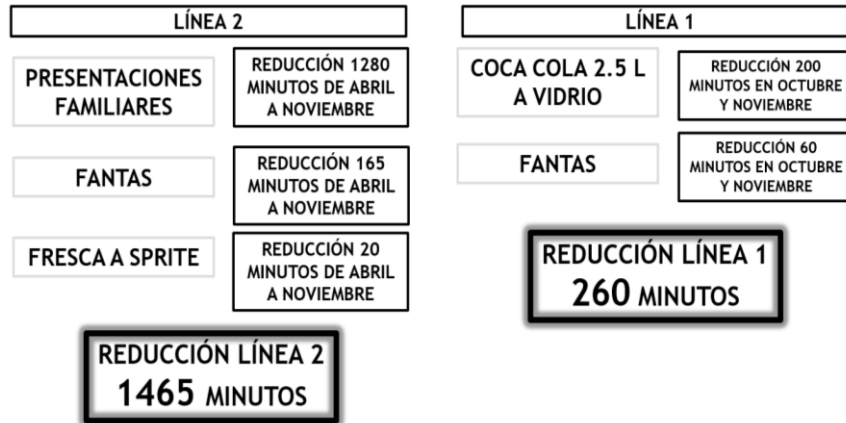 LÍNEA 2
PRESENTACIONES
FAMILIARES
REDUCCIÓN 1280
MINUTOS DE ABRIL
A NOVIEMBRE
FANTAS
REDUCCIÓN 165
MINUTOS DE ABRIL
A NOVIEMBRE
FRESCA A SPRITE
REDUCCIÓN 20
MINUTOS DE ABRIL
A NOVIEMBRE
REDUCCIÓN LÍNEA 2
1465 MINUTOS
LÍNEA 1
COCA COLA 2.5 L
A VIDRIO
REDUCCIÓN 200
MINUTOS EN OCTUBRE
Y NOVIEMBRE
FANTAS
REDUCCIÓN 60
MINUTOS EN OCTUBRE
Y NOVIEMBRE
REDUCCIÓN LÍNEA 1
260 MINUTOS